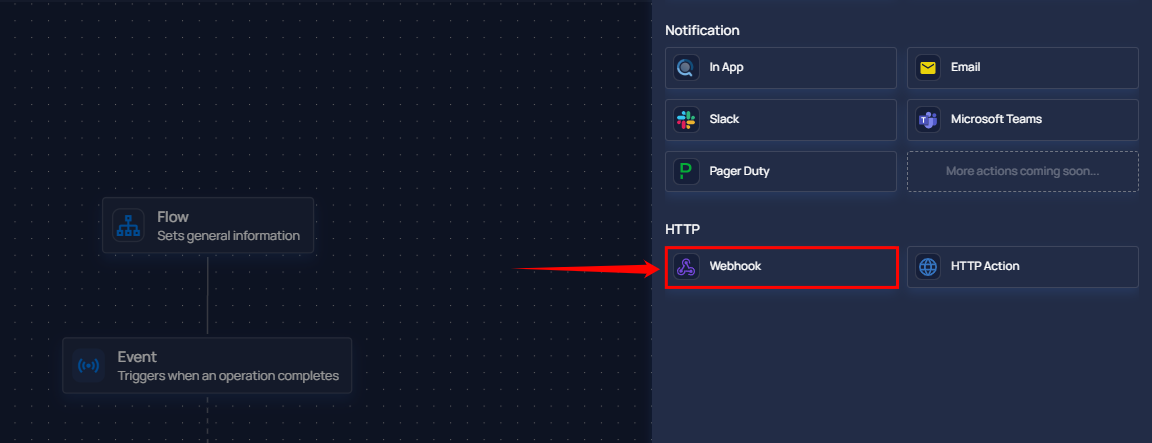 Notification
In App
Email
Slack
Microsoft Teams
Pager Duty
More actions coming soon...
HTTP
Webhook
HTTP Action
Flow
Sets general information
Event
Triggers when an operation completes